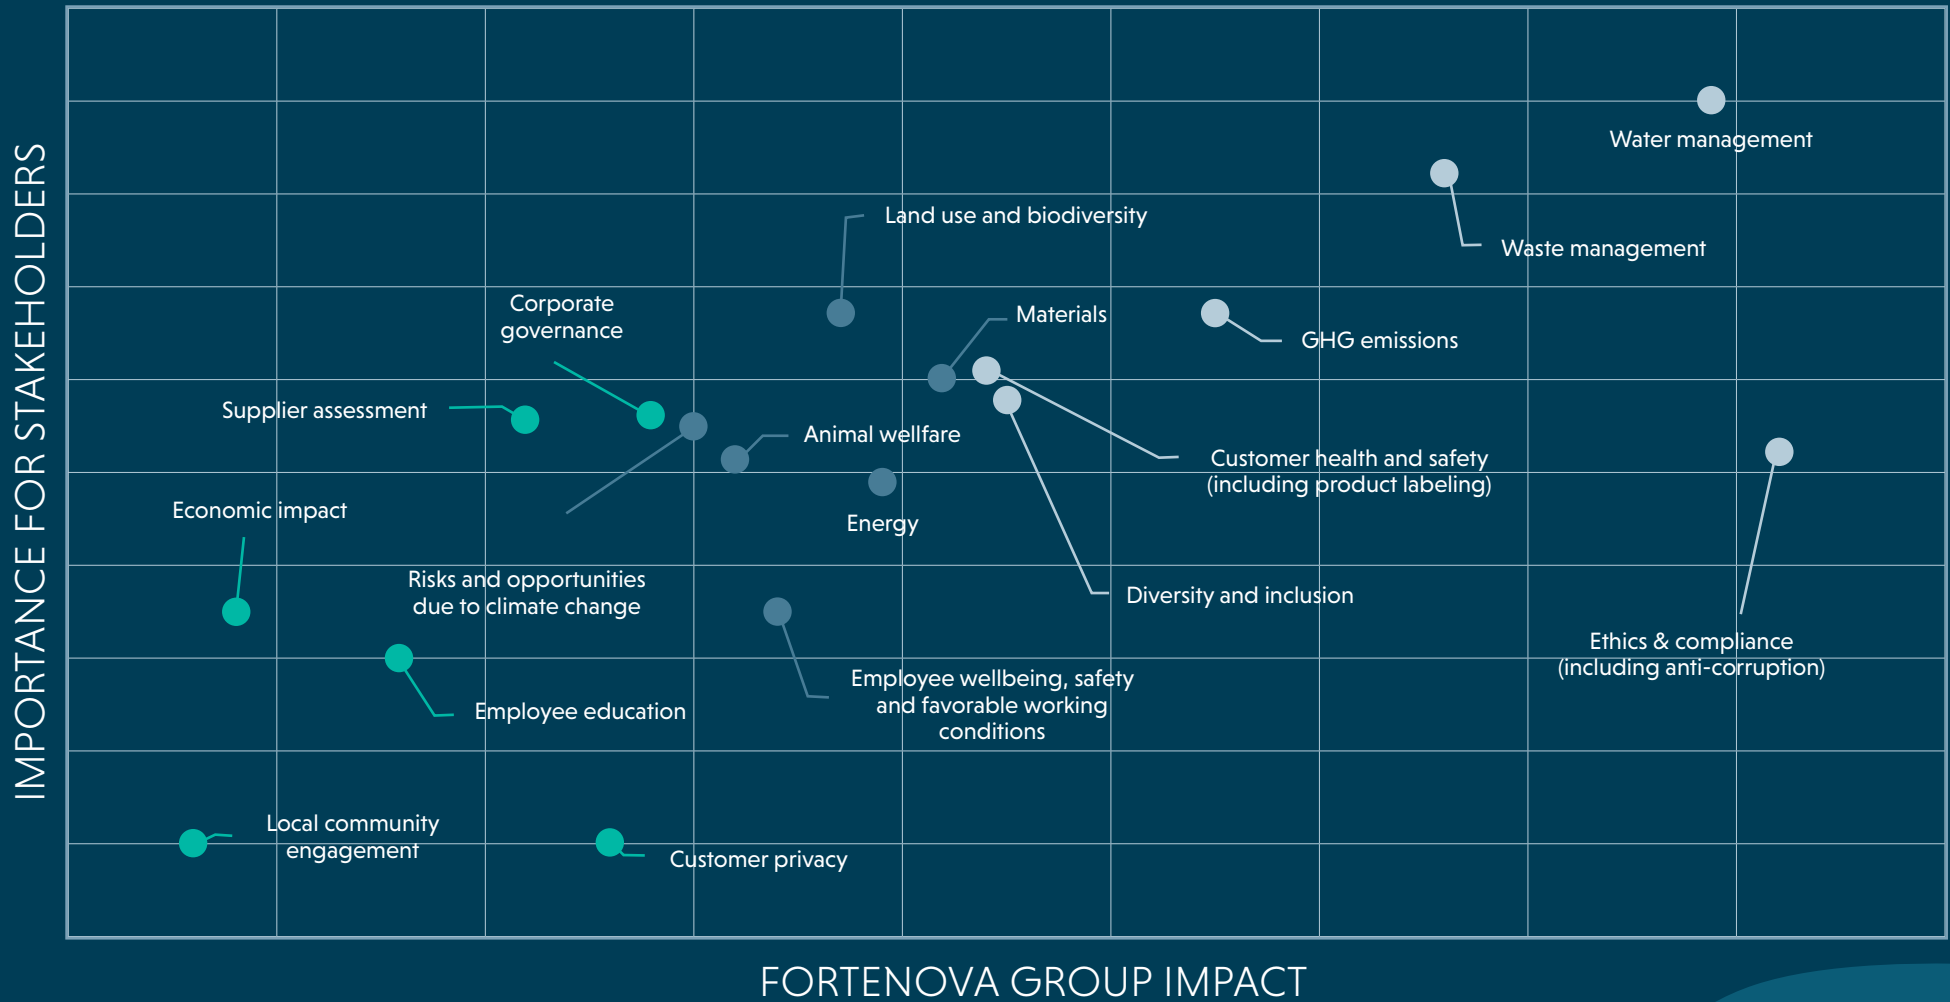 IMPORTANCE FOR STAKEHOLDERS
Water management
Land use and biodiversity
Waste management
Corporate
governance
Materials
GHG emissions
Supplier assessment
Animal wellfare
Customer health and safety
(including product labeling)
Economic impact
Energy
Risks and opportunities
due to climate change
Diversity and inclusion
Ethics & compliance
(including anti-corruption)
Employee wellbeing, safety
and favorable working
conditions
Employee education
Local community
engagement
Customer privacy
FORTENOVA GROUP IMPACT